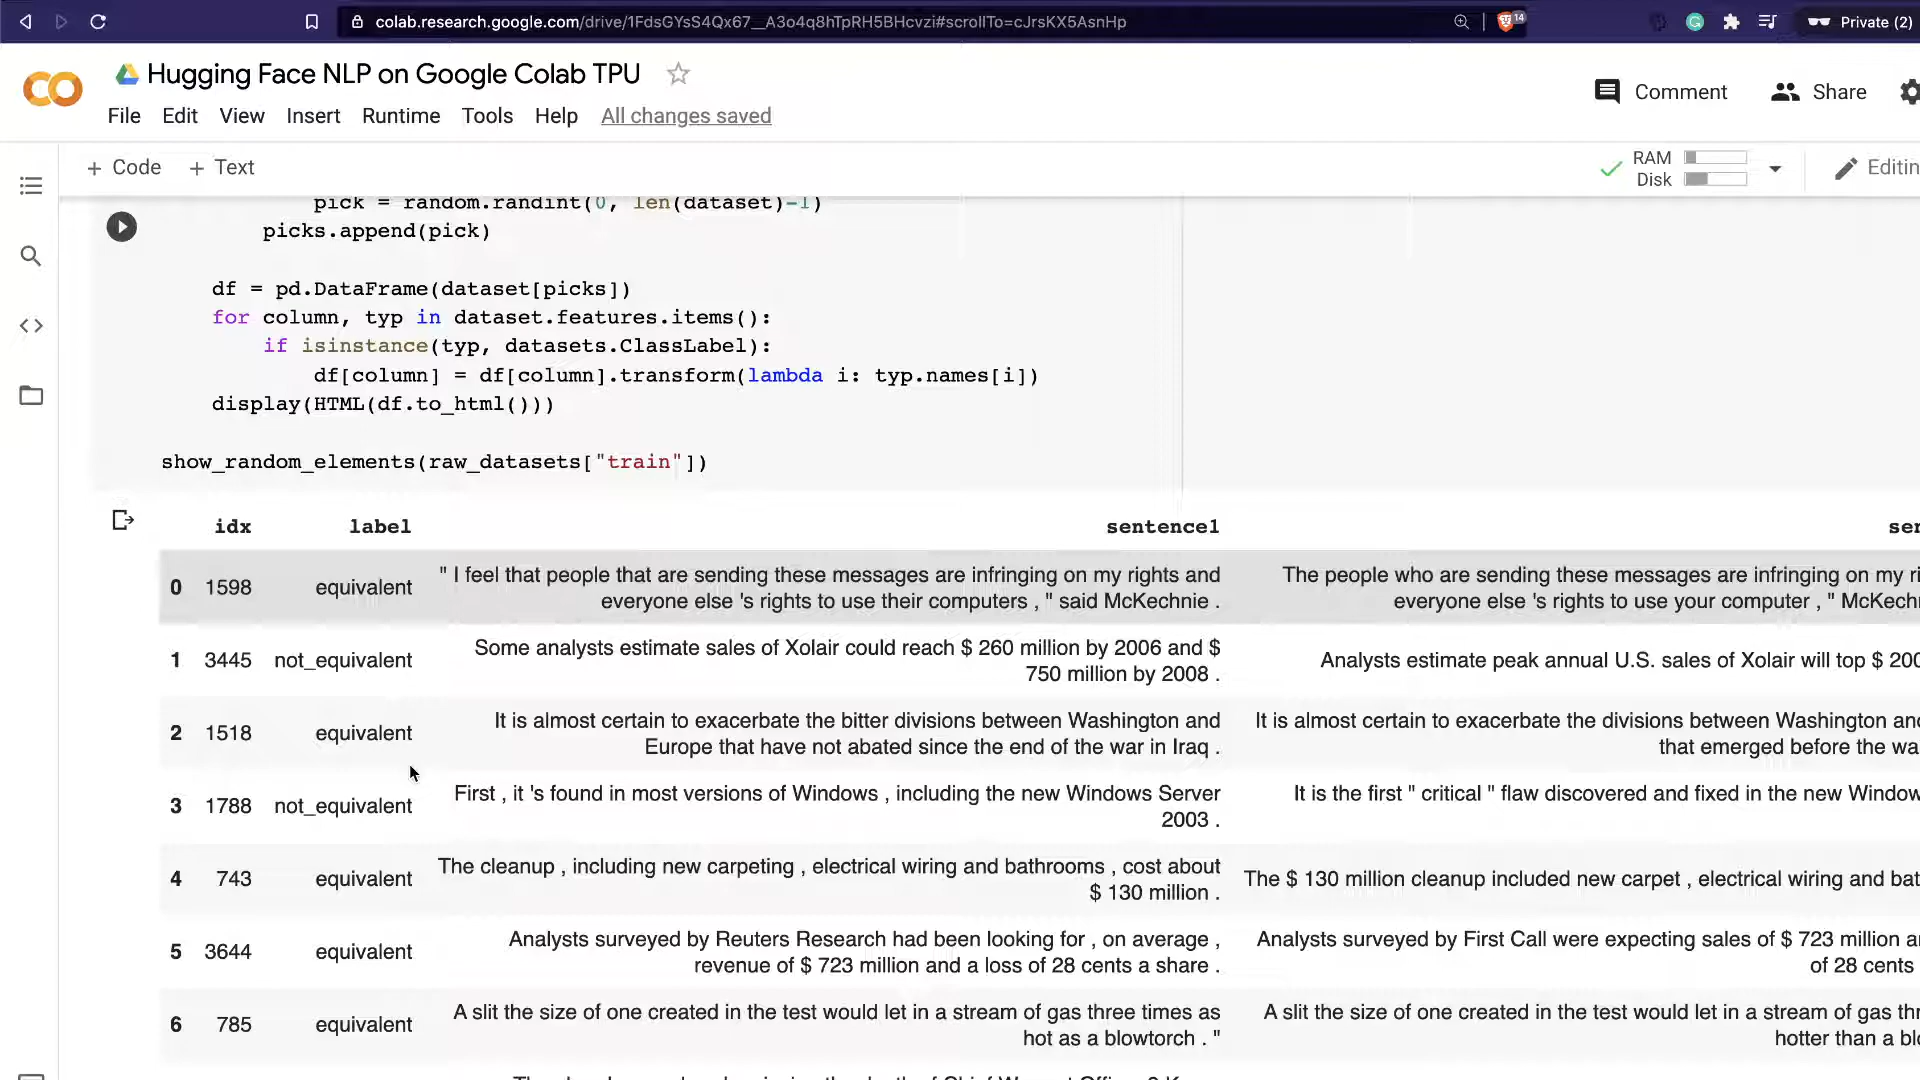 colab.research.google.com/drive/1FdsGYsS4Qx67__A3o4q8hTpRH5BHcvzi#scrollTo=cJrsKX5AsnHp
14
Private (2)
Hugging Face NLP on Google Colab TPU
Comment
Share
File Edit View Insert Runtime Tools Help All changes saved
+ Code + Text
RAM
Disk
Editin
pick = random.randint(0, len(dataset)-1)
picks.append(pick)
df = pd.DataFrame(dataset[picks])
for column, typ in dataset.features.items():
if isinstance(typ, datasets.ClassLabel):
df[column] = df[column].transform(lambda i: typ.names[i])
display(HTML(df.to_html()))
show_random_elements(raw_datasets["train"])
idx label sentence1 sen
0 1598 equivalent " I feel that people that are sending these messages are infringing on my rights and
everyone else 's rights to use their computers , " said McKechnie .
The people who are sending these messages are infringing on my ri
everyone else 's rights to use your computer , " McKechn
1 3445 not_equivalent Some analysts estimate sales of Xolair could reach $ 260 million by 2006 and $
750 million by 2008 .
Analysts estimate peak annual U.S. sales of Xolair will top $ 200
2 1518 equivalent It is almost certain to exacerbate the bitter divisions between Washington and
Europe that have not abated since the end of the war in Iraq .
It is almost certain to exacerbate the divisions between Washington and
that emerged before the wa
3 1788 not_equivalent First , it 's found in most versions of Windows , including the new Windows Server
2003 .
It is the first " critical " flaw discovered and fixed in the new Window
4 743 equivalent The cleanup , including new carpeting , electrical wiring and bathrooms , cost about
$ 130 million .
The $ 130 million cleanup included new carpet , electrical wiring and bat
5 3644 equivalent Analysts surveyed by Reuters Research had been looking for , on average ,
revenue of $ 723 million and a loss of 28 cents a share .
Analysts surveyed by First Call were expecting sales of $ 723 million a
of 28 cents
6 785 equivalent A slit the size of one created in the test would let in a stream of gas three times as
hot as a blowtorch . "
A slit the size of one created in the test would let in a stream of gas thr
hotter than a blo